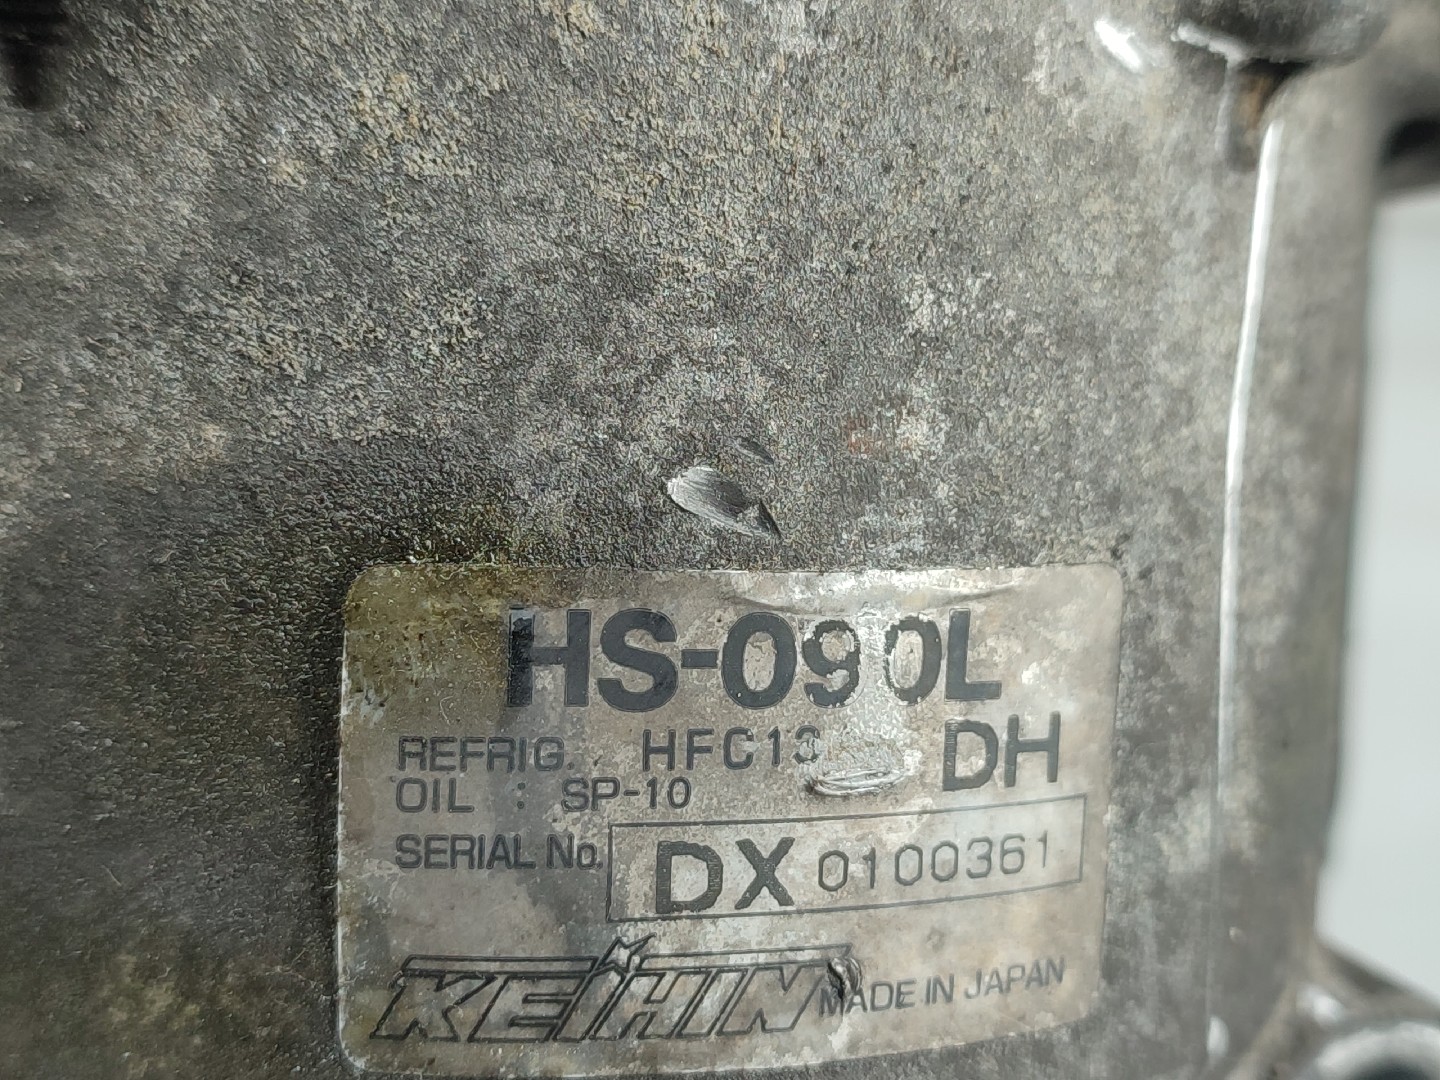 HS-090L
REFRIG. HFC13
DH
OIL : SP-10
SERIAL No. DX 0100361
KEIHIN MADE IN JAPAN